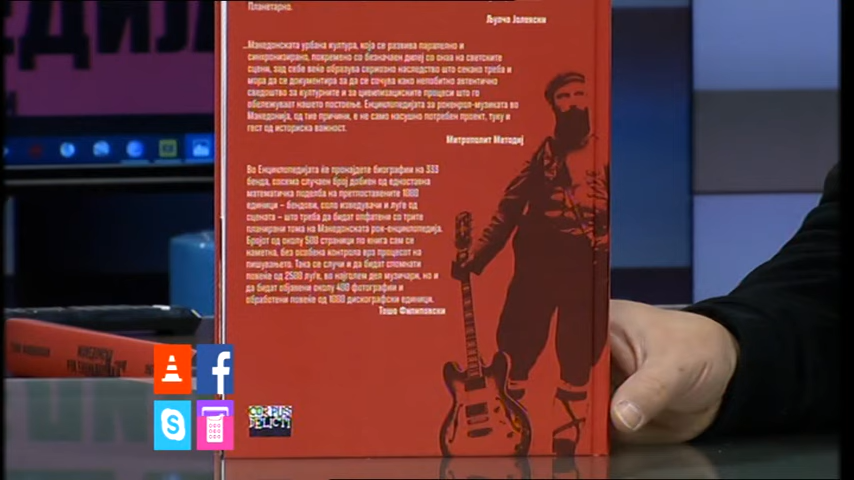 ДИЈА
Планетарно.
Љупчо Јолевски
...Македонската урбана култура, која се развива паралелно и
синхронизирано, повремено со безначаен дилеј со онаа на светските
сцени, зад себе веќе образува сериозно наследство што секако треба и
мора да се документира за да се сочува како непобитно автентично
сведоштво за културните и за цивилизациските процеси што го
обележуваат нашето постоење. Енциклопедијата за рокенрол-музиката во
Македонија, од тие причини, е не само насушно потребен проект, туку и
гест од историска важност.
Митрополит Методиј
Во Енциклопедијата ќе пронајдете биографии на 333
бенда, сосема случаен број добиен од едноставна
математичка поделба на претпоставените 1000
единици – бендови, соло изведувачи и луѓе од
сцената – што треба да бидат опфатени со трите
планирани тома на Македонската рок-енциклопедија.
Бројот од околу 500 страници по книга сам се
наметна, без особена контрола врз процесот на
пишувањето. Така се случи и да бидат спомнати
повеќе од 2500 луѓе, во најголем дел музичари, но и
да бидат објавени околу 400 фотографии и
обработени повеќе од 1000 дискографски единици.
Тошо Филиповски
CORPUS
DELICTI